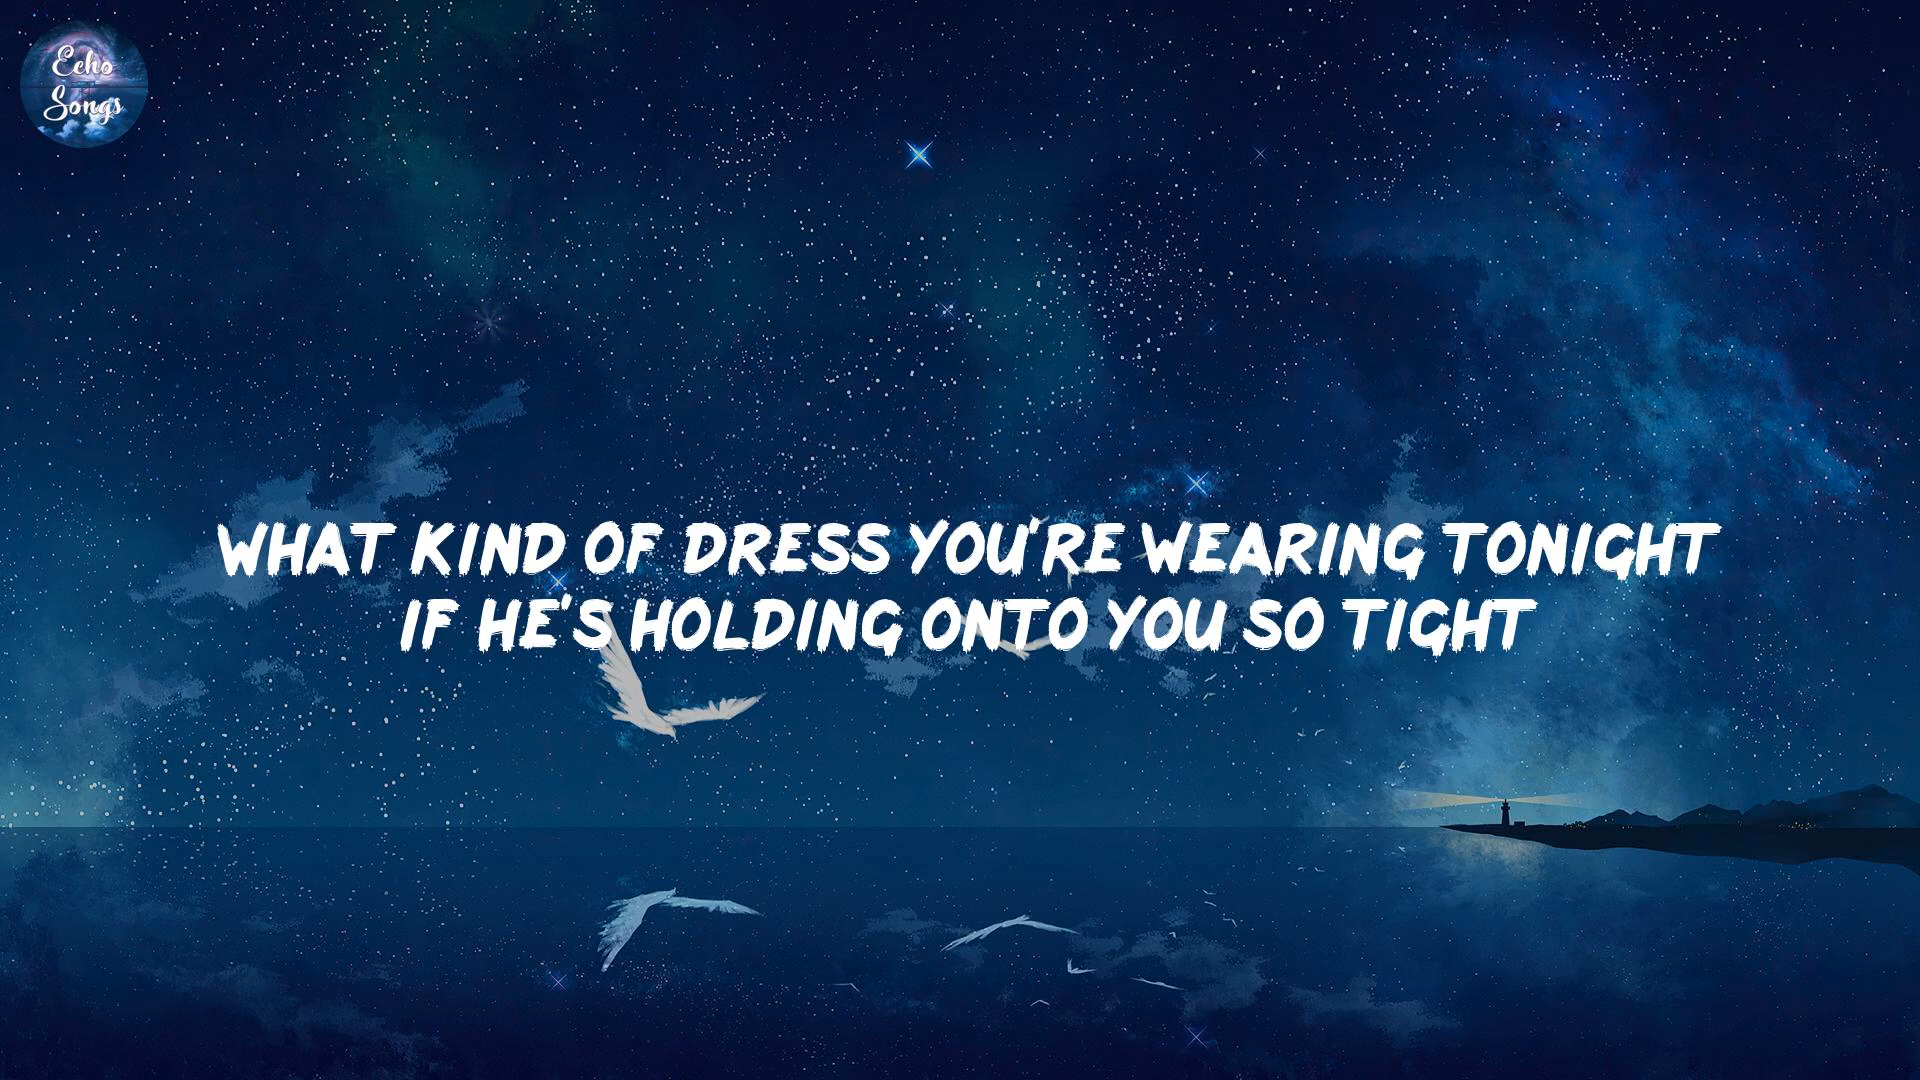 Echo
Songs
WHAT KIND OF DRESS YOU'RE WEARING TONIGHT
IF HE'S HOLDING ONTO YOU SO TIGHT